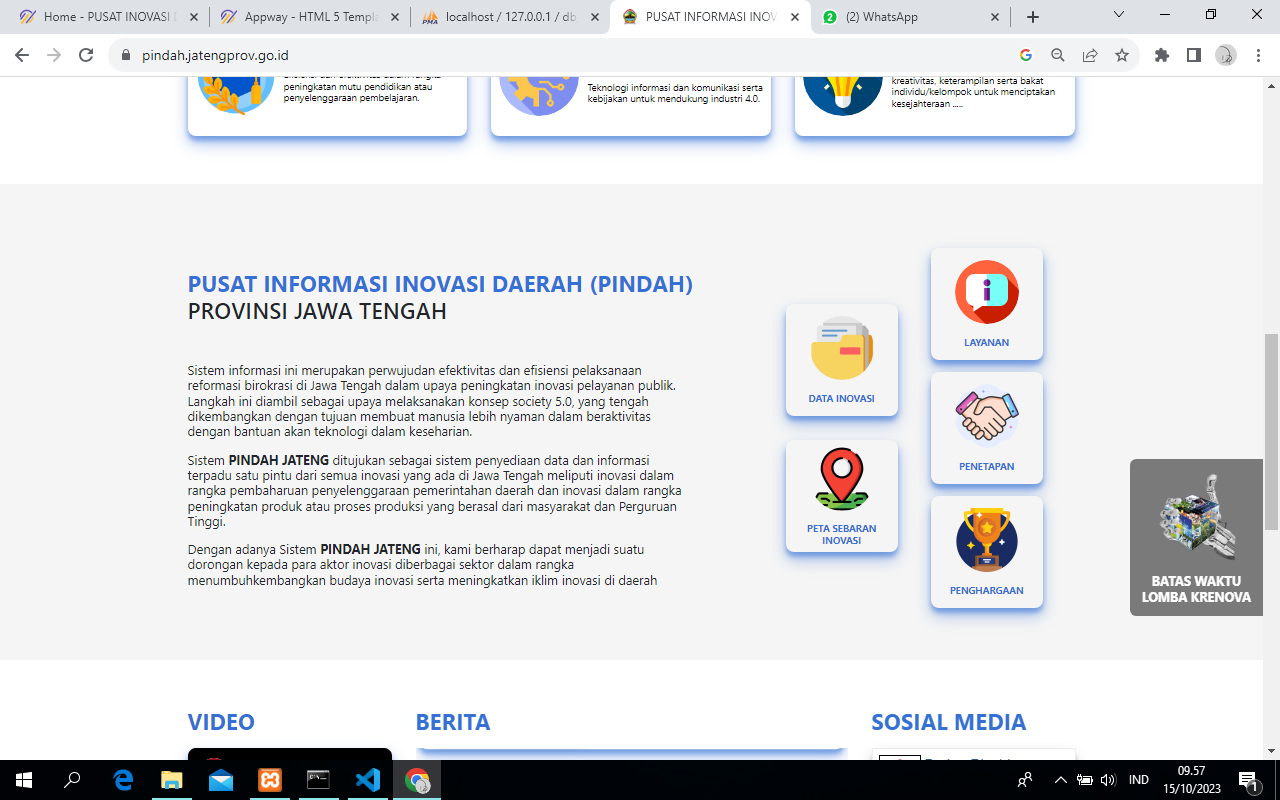 Home - PUSAT INOVASI D
Appway - HTML 5 Templa
PMA
localhost / 127.0.0.1 / db
PUSAT INFORMASI INOV
2
(2) WhatsApp
pindah.jatengprov.go.id
peningkatan mutu pendidikan atau
penyelenggaraan pembelajaran.
Teknologi informasi dan komunikasi serta
kebijakan untuk mendukung industri 4.0.
kreativitas, keterampilan serta bakat
individu/kelompok untuk menciptakan
kesejahteraan .....
PUSAT INFORMASI INOVASI DAERAH (PINDAH)
PROVINSI JAWA TENGAH
Sistem informasi ini merupakan perwujudan efektivitas dan efisiensi pelaksanaan
reformasi birokrasi di Jawa Tengah dalam upaya peningkatan inovasi pelayanan publik.
Langkah ini diambil sebagai upaya melaksanakan konsep society 5.0, yang tengah
dikembangkan dengan tujuan membuat manusia lebih nyaman dalam beraktivitas
dengan bantuan akan teknologi dalam keseharian.
Sistem PINDAH JATENG ditujukan sebagai sistem penyediaan data dan informasi
terpadu satu pintu dari semua inovasi yang ada di Jawa Tengah meliputi inovasi dalam
rangka pembaharuan penyelenggaraan pemerintahan daerah dan inovasi dalam rangka
peningkatan produk atau proses produksi yang berasal dari masyarakat dan Perguruan
Tinggi.
Dengan adanya Sistem PINDAH JATENG ini, kami berharap dapat menjadi suatu
dorongan kepada para aktor inovasi diberbagai sektor dalam rangka
menumbuhkembangkan budaya inovasi serta meningkatkan iklim inovasi di daerah
DATA INOVASI
PETA SEBARAN
INOVASI
LAYANAN
PENETAPAN
PENGHARGAAN
BATAS WAKTU
LOMBA KRENOVA
VIDEO
BERITA
SOSIAL MEDIA
IND
09.57
15/10/2023
1